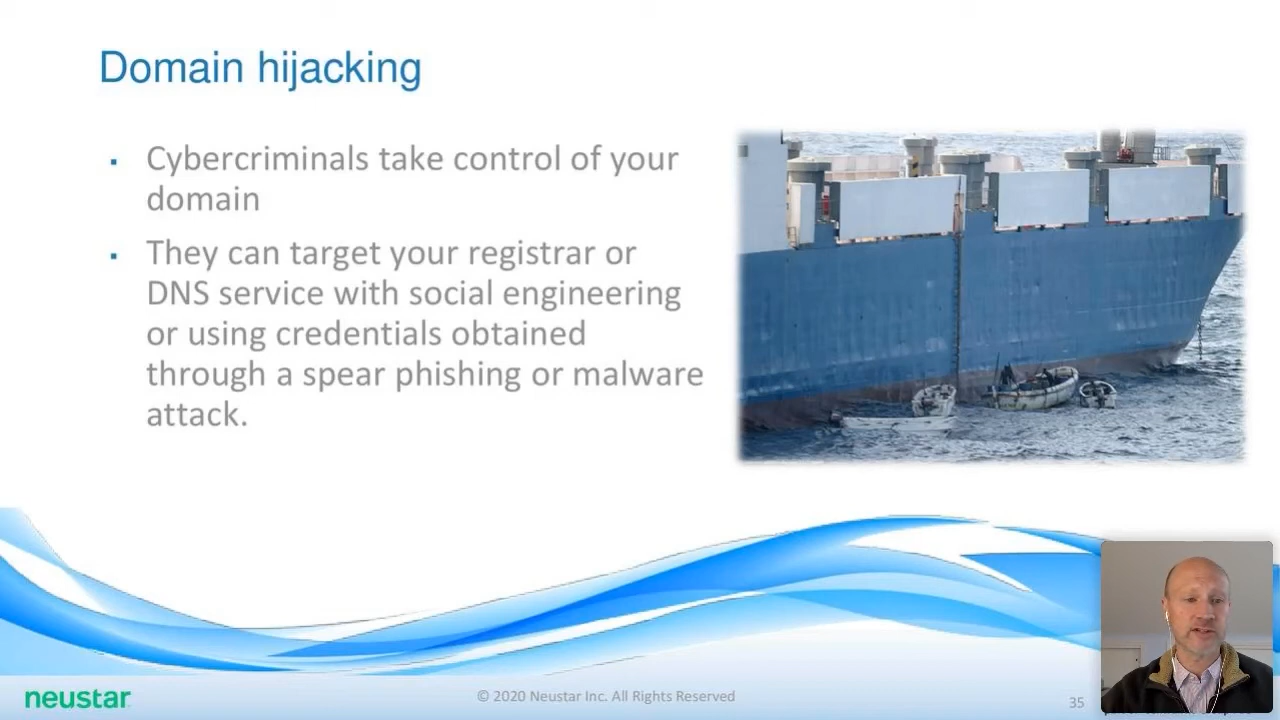 Domain hijacking
▪ Cybercriminals take control of your
domain
▪ They can target your registrar or
DNS service with social engineering
or using credentials obtained
through a spear phishing or malware
attack.
neustar
© 2020 Neustar Inc. All Rights Reserved
35